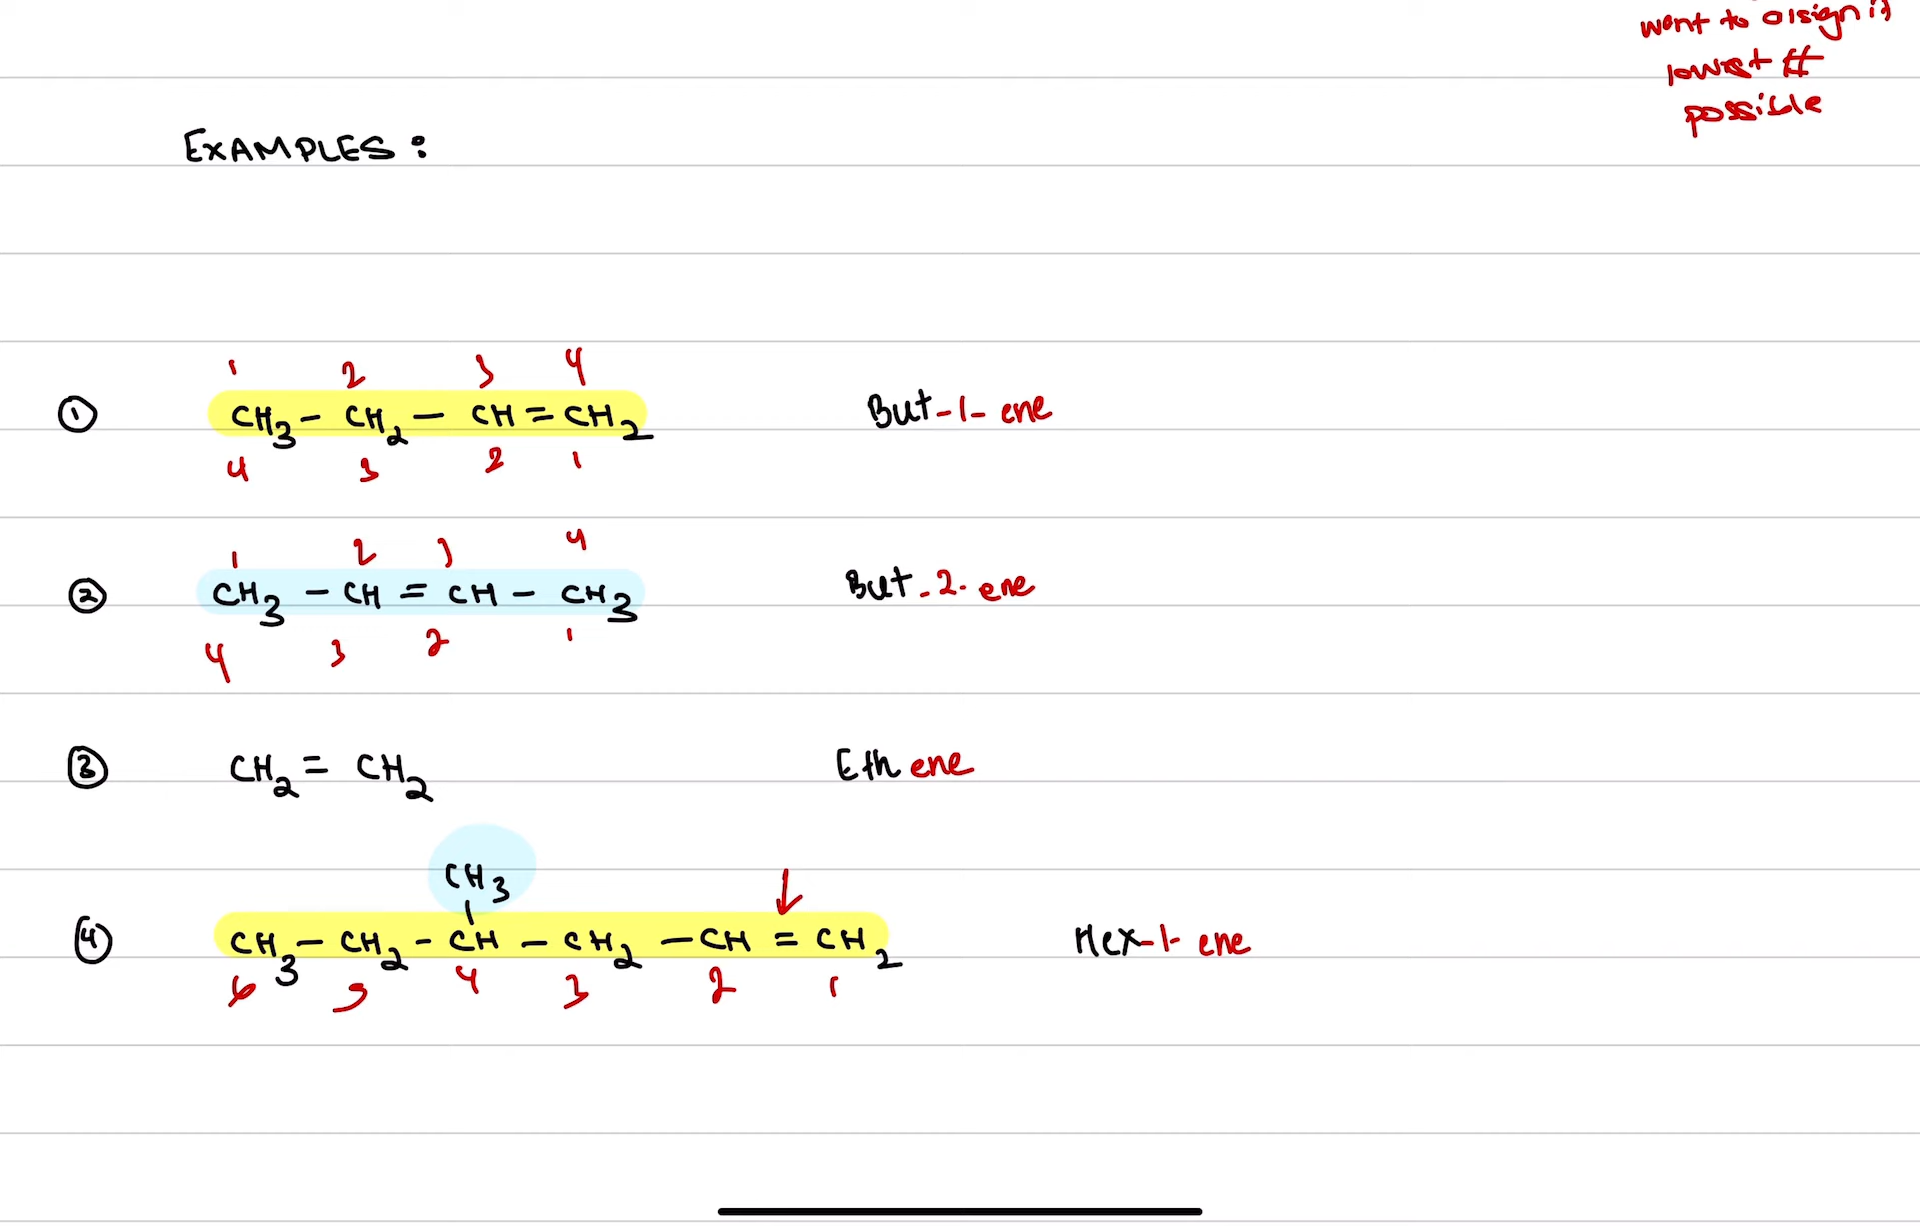 want to asign it
lowest #
possible
EXAMPLES:
1 2 3 4
① CH₃ - CH₂ - CH = CH₂ But-1-ene
4 3 2 1
1 2 3 4
② CH₃ - CH = CH - CH₃ But-2-ene
4 3 2 1
③ CH₂ = CH₂ Ethene
CH₃
④ CH₃ - CH₂ - CH - CH₂ - CH = CH₂ Hex-1-ene
6 5 4 3 2 1